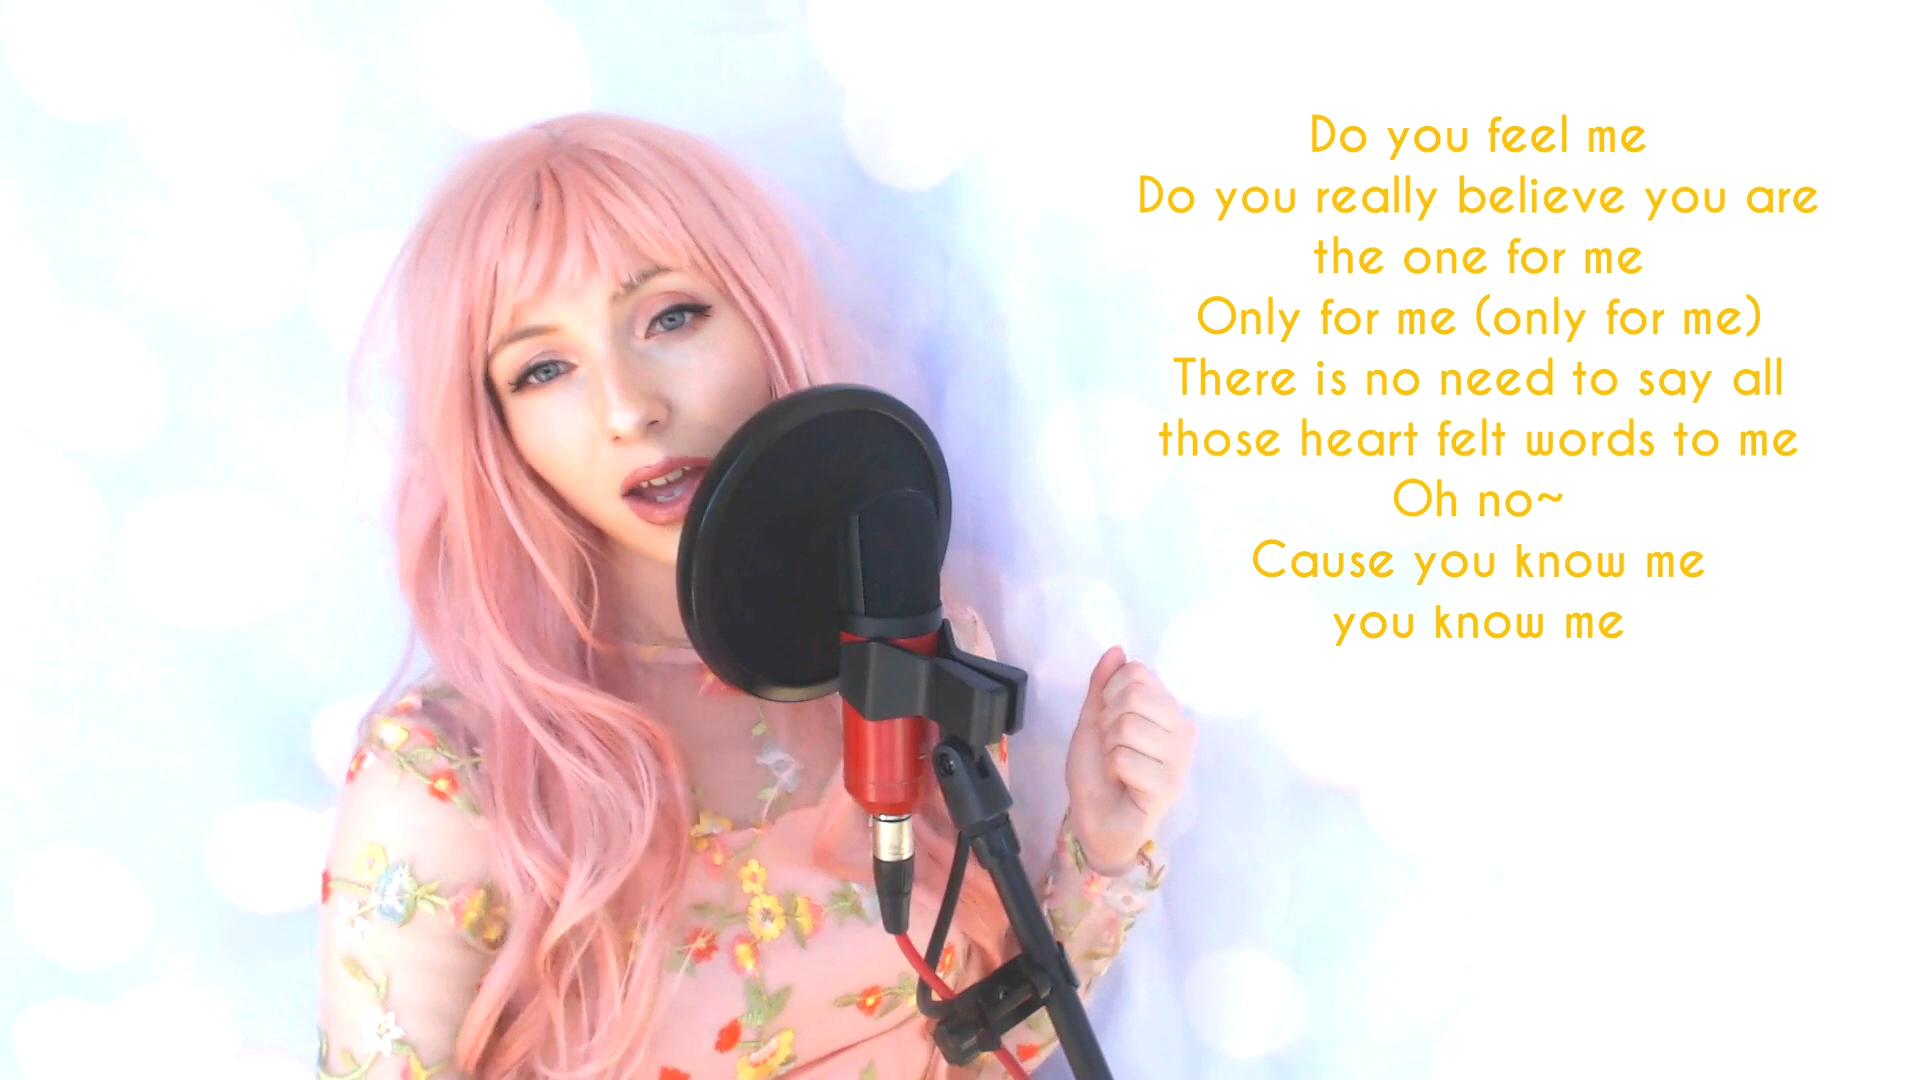 Do you feel me
Do you really believe you are
the one for me
Only for me (only for me)
There is no need to say all
those heart felt words to me
Oh no~
Cause you know me
you know me